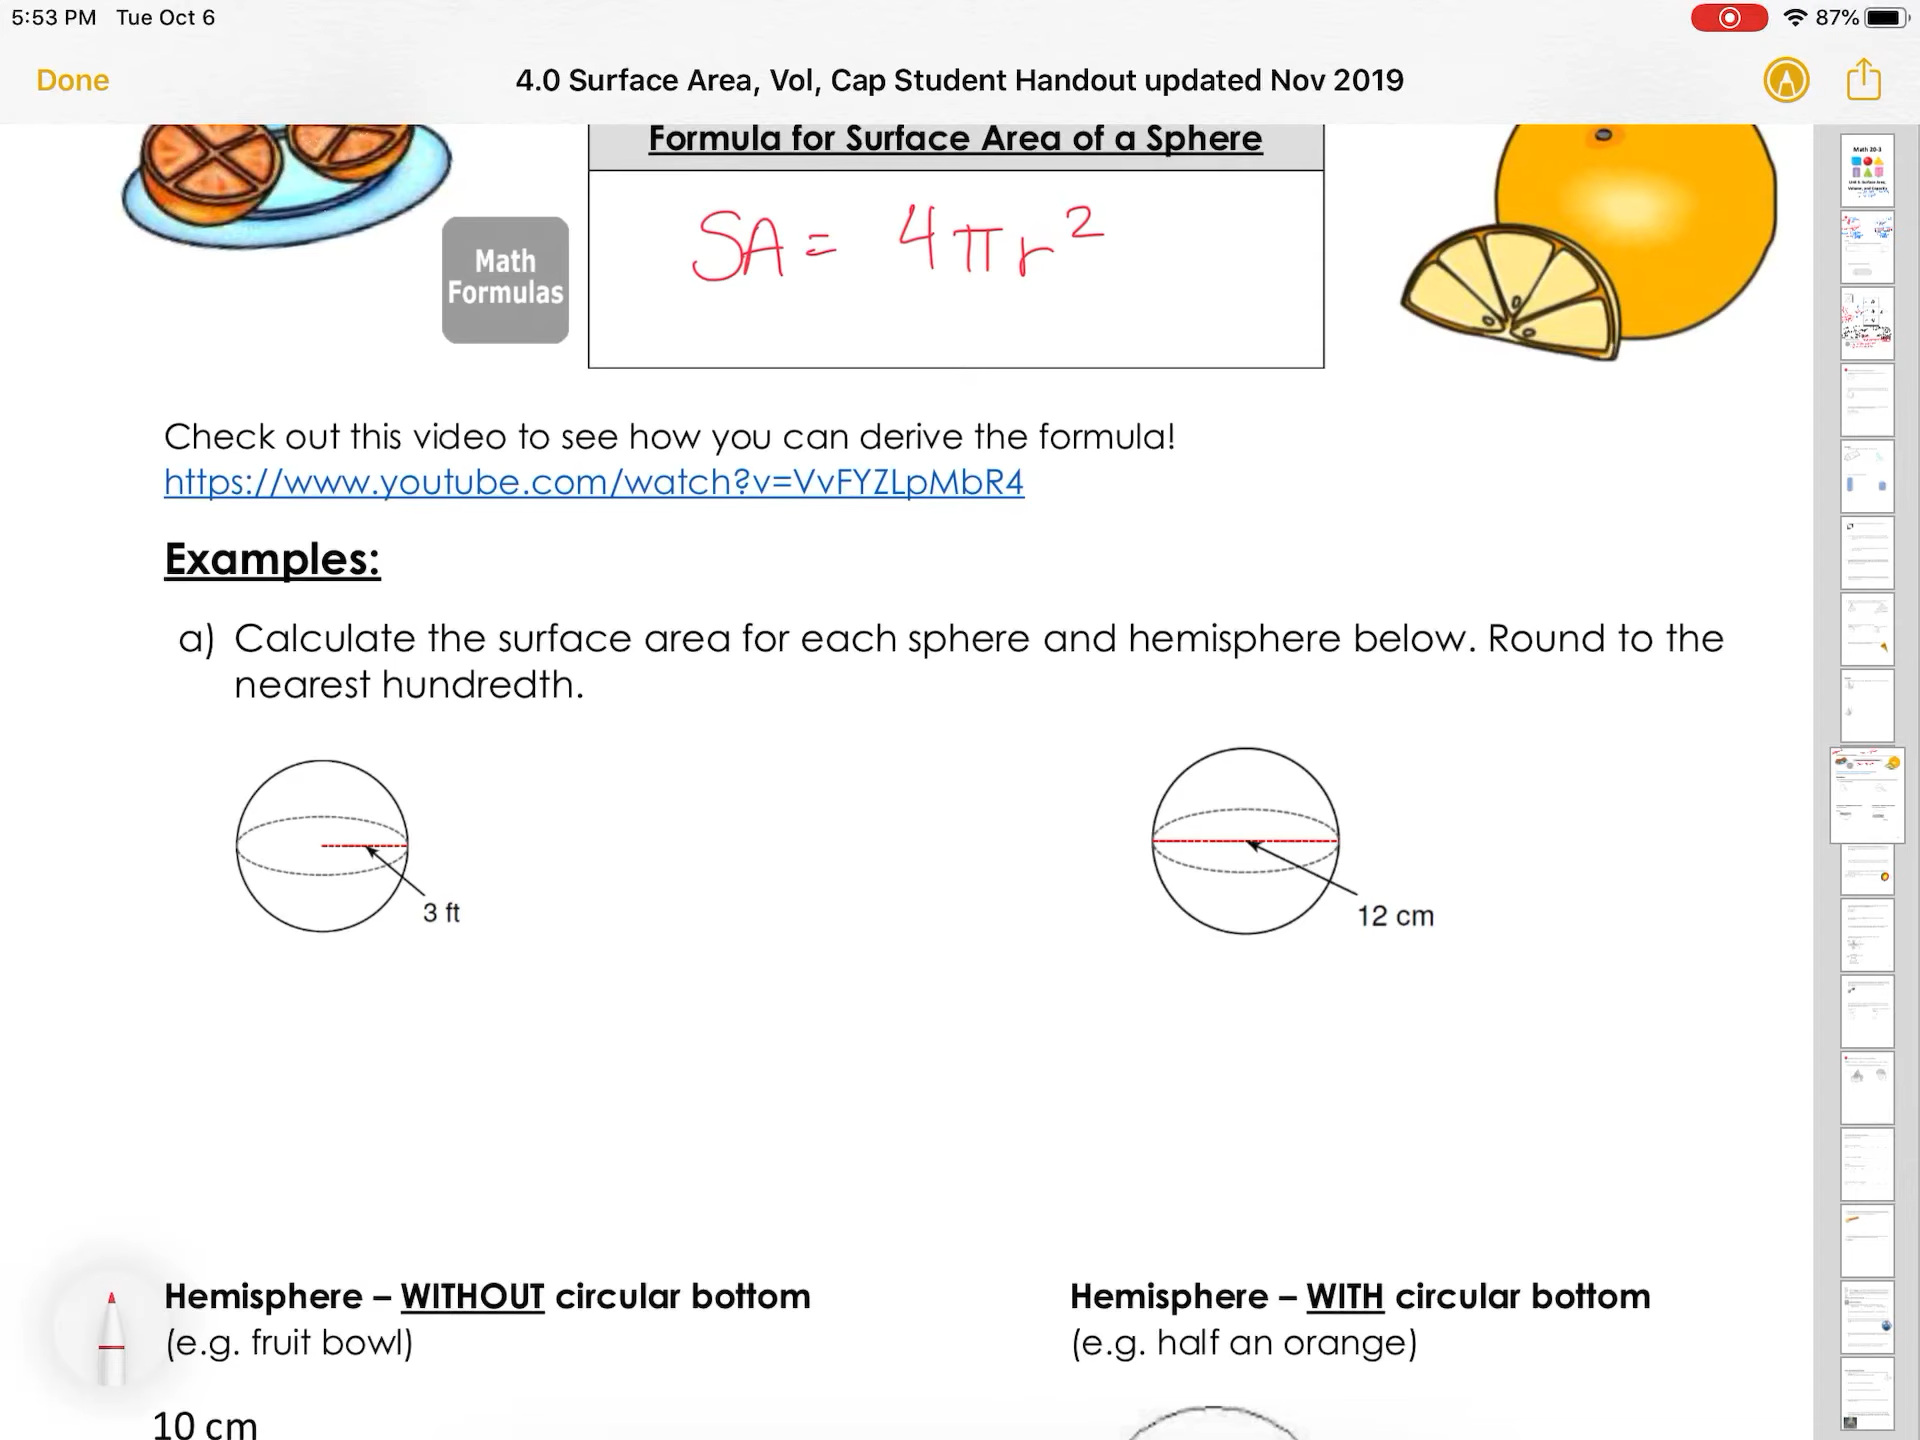 5:53 PM Tue Oct 6
87%
Done
4.0 Surface Area, Vol, Cap Student Handout updated Nov 2019
Formula for Surface Area of a Sphere
SA = 4πr²
Math
Formulas
Check out this video to see how you can derive the formula!
https://www.youtube.com/watch?v=VvFYZLpMbR4
Examples:
a) Calculate the surface area for each sphere and hemisphere below. Round to the
nearest hundredth.
3 ft
12 cm
Hemisphere – WITHOUT circular bottom
(e.g. fruit bowl)
Hemisphere – WITH circular bottom
(e.g. half an orange)
10 cm
Math 20-3